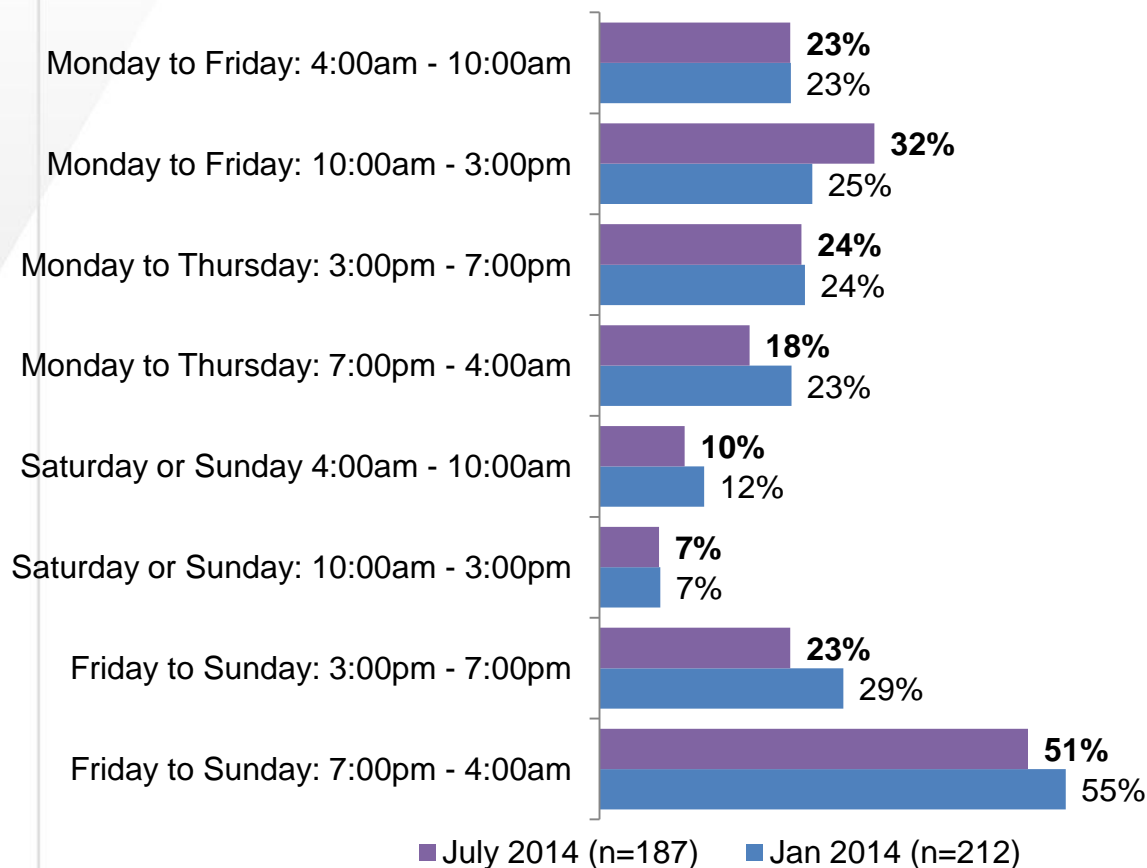 Monday to Friday: 4:00am - 10:00am
23%
23%
Monday to Friday: 10:00am - 3:00pm
32%
25%
Monday to Thursday: 3:00pm - 7:00pm
24%
24%
Monday to Thursday: 7:00pm - 4:00am
18%
23%
Saturday or Sunday 4:00am - 10:00am
10%
12%
Saturday or Sunday: 10:00am - 3:00pm
7%
7%
Friday to Sunday: 3:00pm - 7:00pm
23%
29%
Friday to Sunday: 7:00pm - 4:00am
51%
55%
July 2014 (n=187) Jan 2014 (n=212)